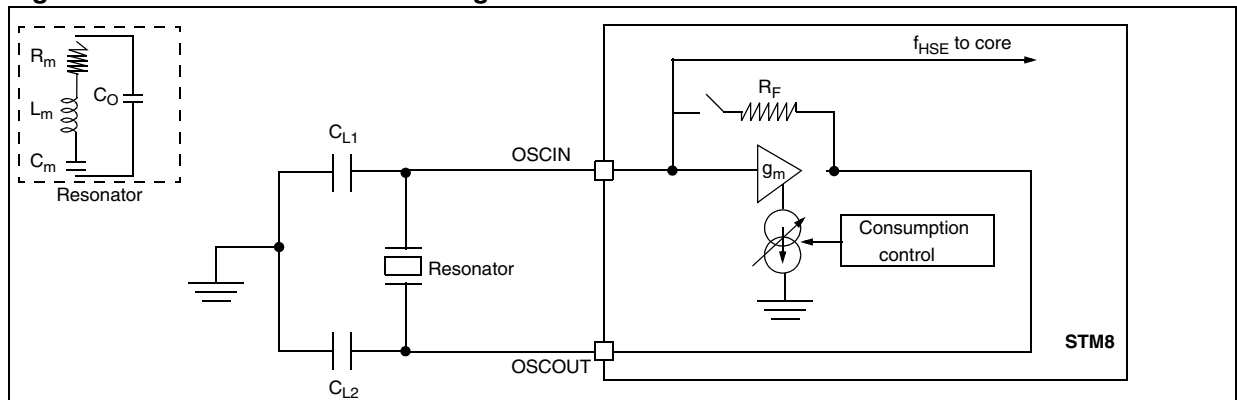 R_m
L_m
C_m
C_O
Resonator
C_L1
C_L2
Resonator
OSCIN
OSCOUT
f_HSE to core
R_F
g_m
Consumption
control
STM8